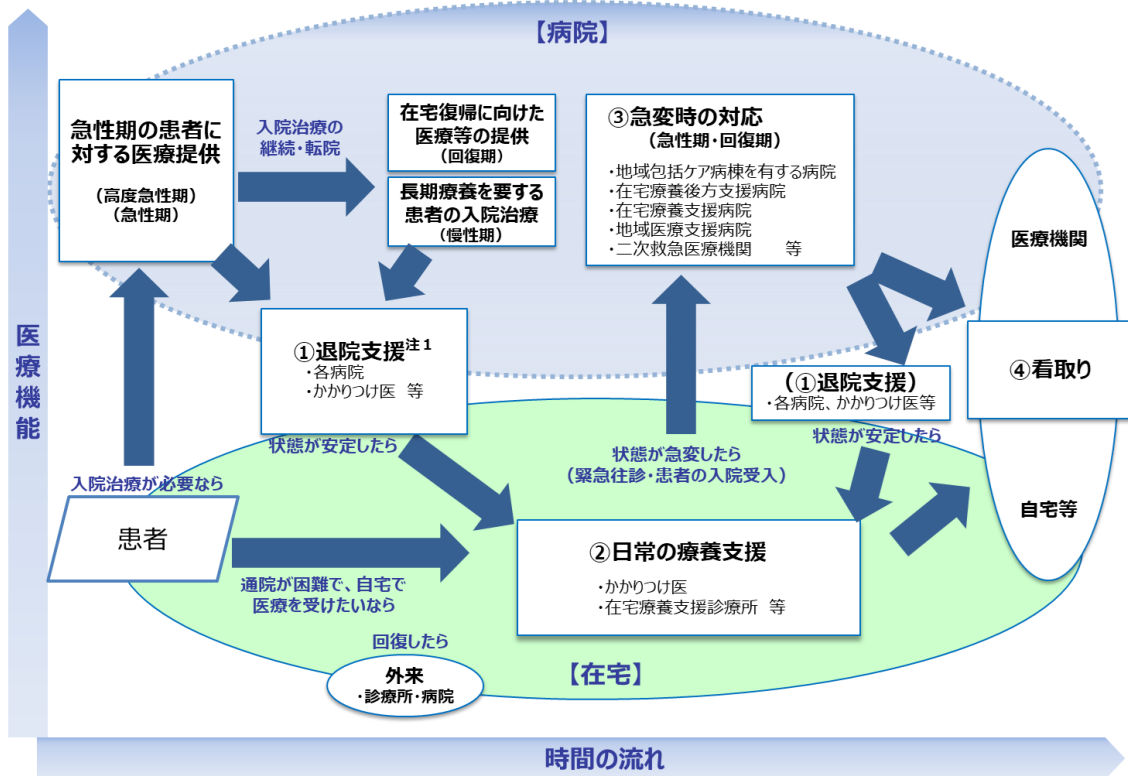 【病院】
急性期の患者に
対する医療提供
(高度急性期)
(急性期)
入院治療の
継続・転院
在宅復帰に向けた
医療等の提供
(回復期)
長期療養を要する
患者の入院治療
(慢性期)
③急変時の対応
(急性期・回復期)
・地域包括ケア病棟を有する病院
・在宅療養後方支援病院
・在宅療養支援病院
・地域医療支援病院
・二次救急医療機関 等
医療機関
④看取り
自宅等
医療機能
①退院支援注1
・各病院
・かかりつけ医 等
(①退院支援)
・各病院、かかりつけ医等
状態が安定したら
状態が急変したら
(緊急往診・患者の入院受入)
状態が安定したら
入院治療が必要なら
患者
通院が困難で、自宅で
医療を受けたいなら
②日常の療養支援
・かかりつけ医
・在宅療養支援診療所 等
回復したら
外来
・診療所・病院
【在宅】
時間の流れ